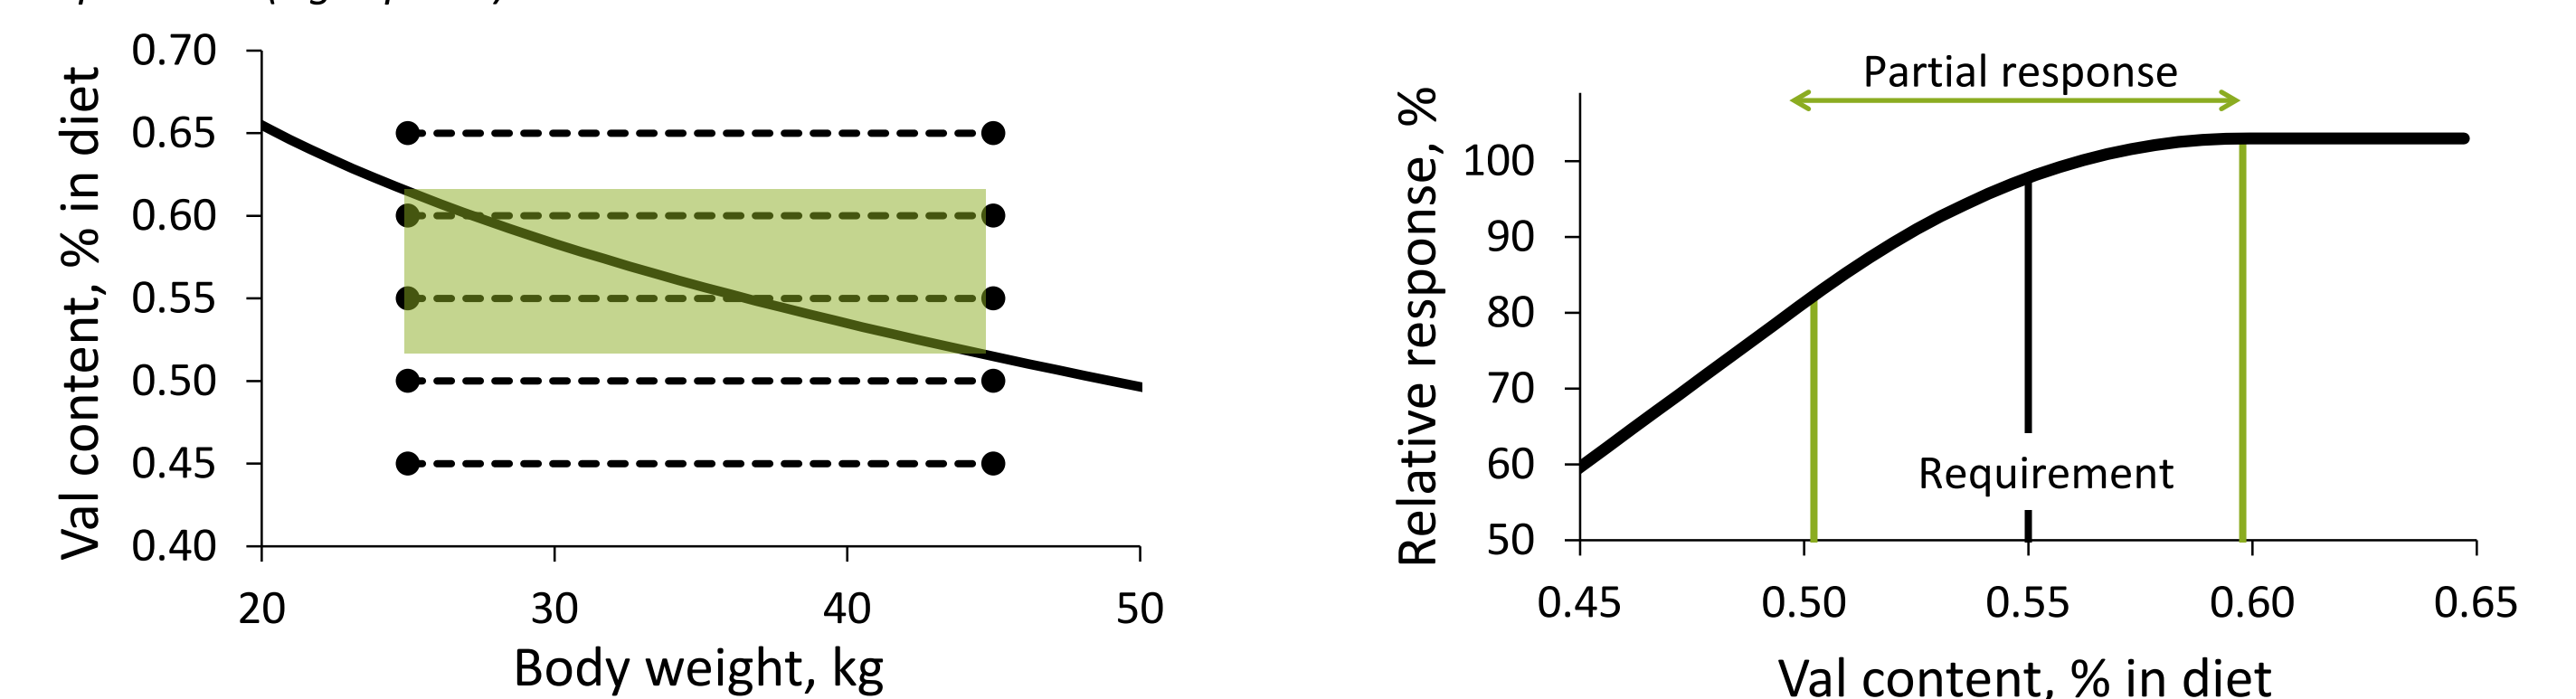 0.70
0.65
0.60
0.55
0.50
0.45
0.40
Val content, % in diet
20 30 40 50
Body weight, kg
Partial response
100
90
80
70
60
50
Relative response, %
Requirement
0.45 0.50 0.55 0.60 0.65
Val content, % in diet